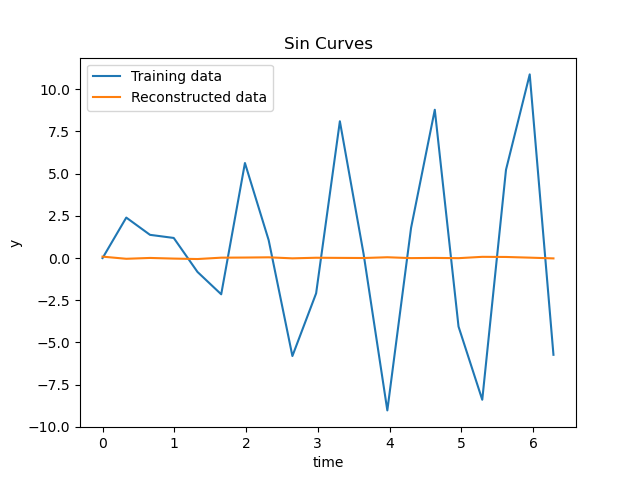 Sin Curves
Training data
Reconstructed data
10.0
7.5
5.0
2.5
0.0
−2.5
−5.0
−7.5
−10.0
y
0 1 2 3 4 5 6
time